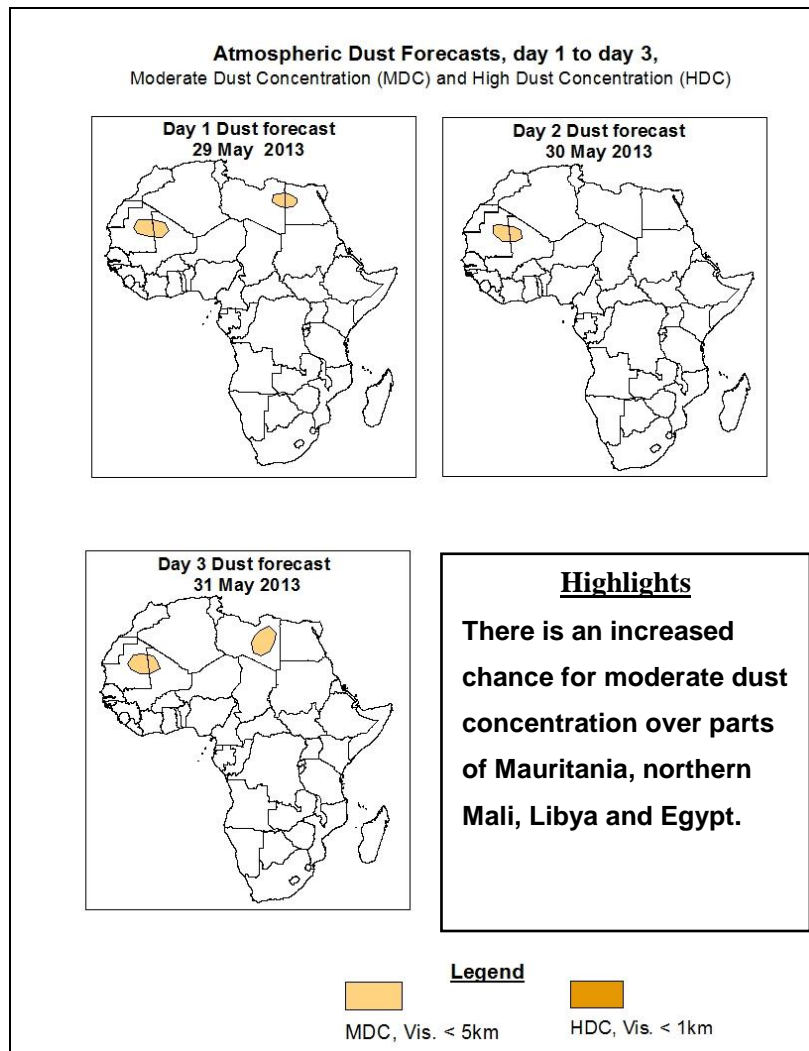 Atmospheric Dust Forecasts, day 1 to day 3,
Moderate Dust Concentration (MDC) and High Dust Concentration (HDC)
Day 1 Dust forecast
29 May 2013
Day 2 Dust forecast
30 May 2013
Day 3 Dust forecast
31 May 2013
Highlights
There is an increased
chance for moderate dust
concentration over parts
of Mauritania, northern
Mali, Libya and Egypt.
Legend
MDC, Vis. < 5km
HDC, Vis. < 1km